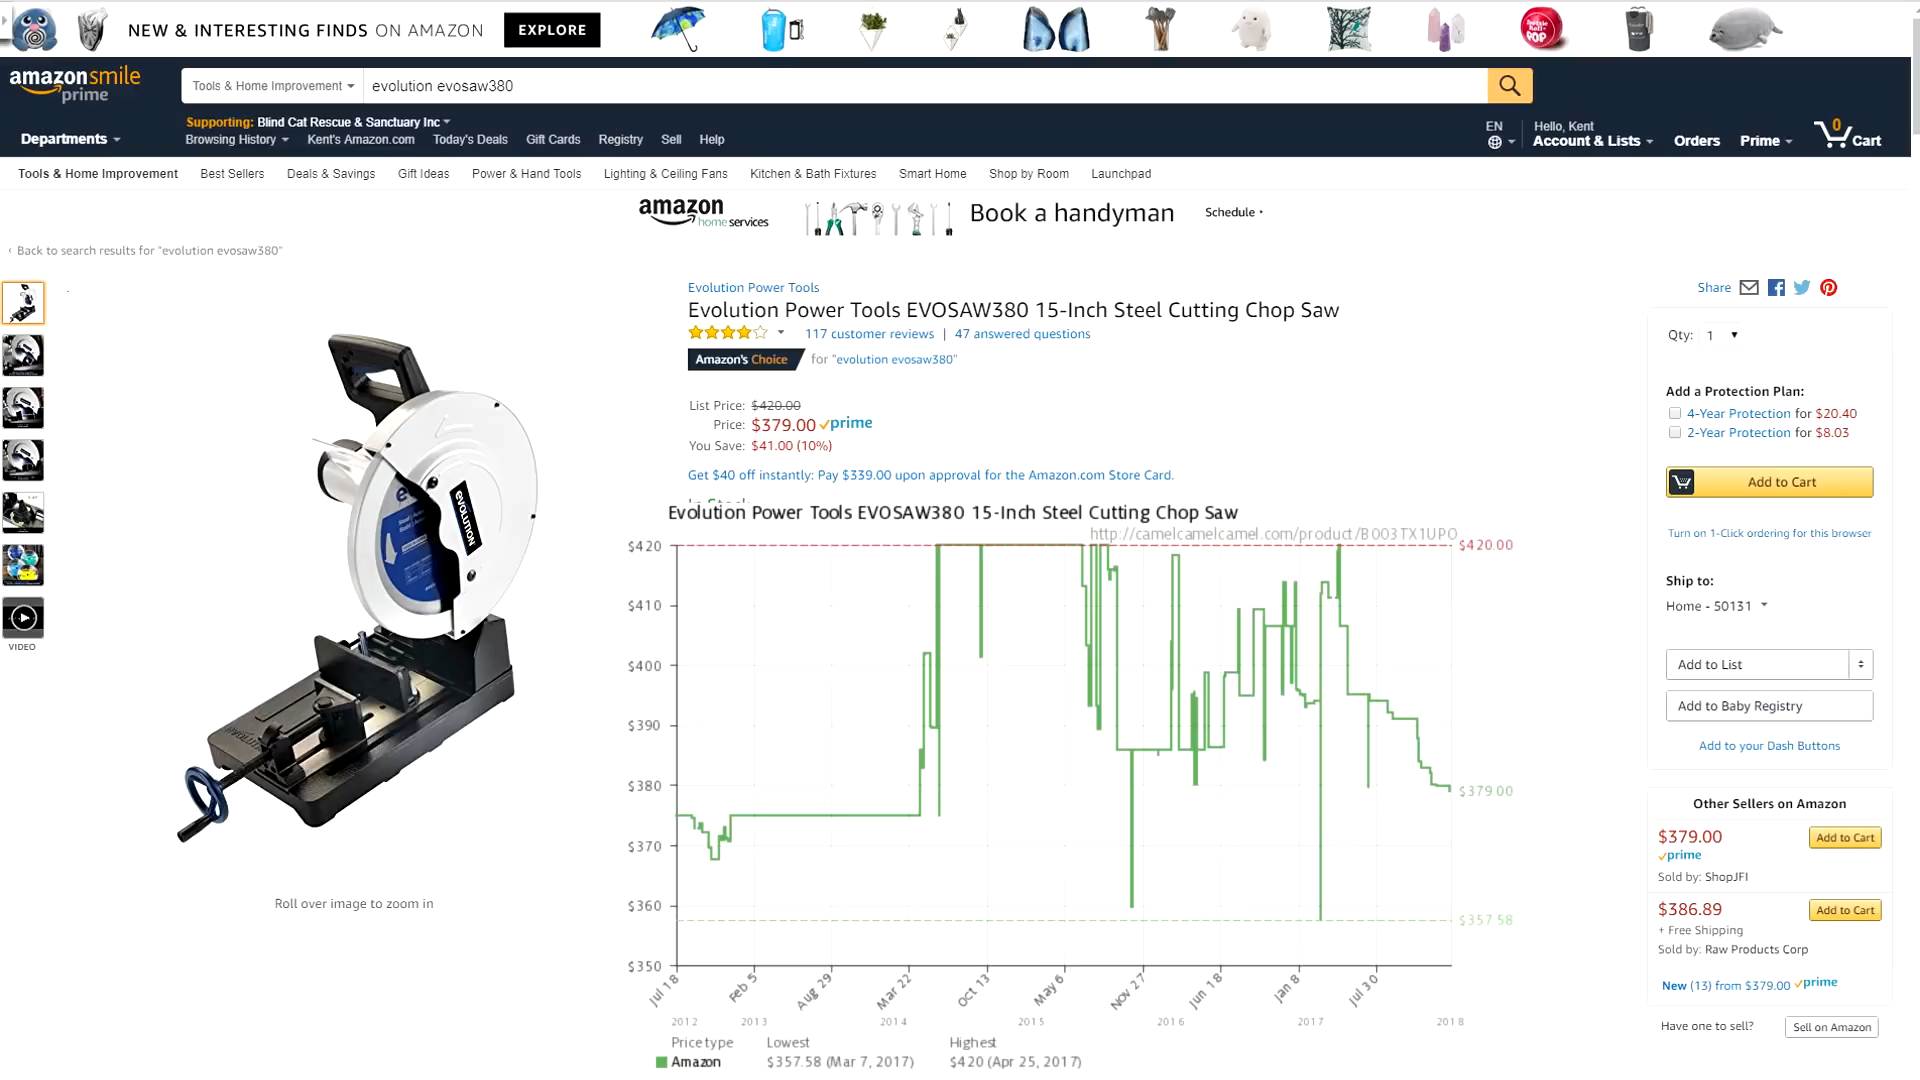 NEW & INTERESTING FINDS ON AMAZON EXPLORE
amazonsmile
prime
Tools & Home Improvement evolution evosaw380
Supporting: Blind Cat Rescue & Sanctuary Inc
Departments Browsing History Kent's Amazon.com Today's Deals Gift Cards Registry Sell Help
EN Hello, Kent
Account & Lists Orders Prime 0 Cart
Tools & Home Improvement Best Sellers Deals & Savings Gift Ideas Power & Hand Tools Lighting & Ceiling Fans Kitchen & Bath Fixtures Smart Home Shop by Room Launchpad
amazon home services Book a handyman Schedule
‹ Back to search results for "evolution evosaw380"
VIDEO
EVOLUTION
Roll over image to zoom in
Evolution Power Tools
Evolution Power Tools EVOSAW380 15-Inch Steel Cutting Chop Saw
117 customer reviews | 47 answered questions
Amazon's Choice for "evolution evosaw380"
List Price: $420.00
Price: $379.00 prime
You Save: $41.00 (10%)
Get $40 off instantly: Pay $339.00 upon approval for the Amazon.com Store Card.
Evolution Power Tools EVOSAW380 15-Inch Steel Cutting Chop Saw
http://camelcamelcamel.com/product/B003TX1UPO
$420 $420.00
$410
$400
$390
$380 $379.00
$370
$360 $357.58
$350
Jul 18 Feb 5 Aug 29 Mar 22 Oct 13 May 6 Nov 27 Jun 18 Jan 8 Jul 30
2012 2013 2014 2015 2016 2017 2018
Price type Lowest Highest
Amazon $357.58 (Mar 7, 2017) $420 (Apr 25, 2017)
Share
Qty: 1
Add a Protection Plan:
4-Year Protection for $20.40
2-Year Protection for $8.03
Add to Cart
Turn on 1-Click ordering for this browser
Ship to:
Home - 50131
Add to List
Add to Baby Registry
Add to your Dash Buttons
Other Sellers on Amazon
$379.00 Add to Cart
prime
Sold by: ShopJFI
$386.89 Add to Cart
+ Free Shipping
Sold by: Raw Products Corp
New (13) from $379.00 prime
Have one to sell? Sell on Amazon